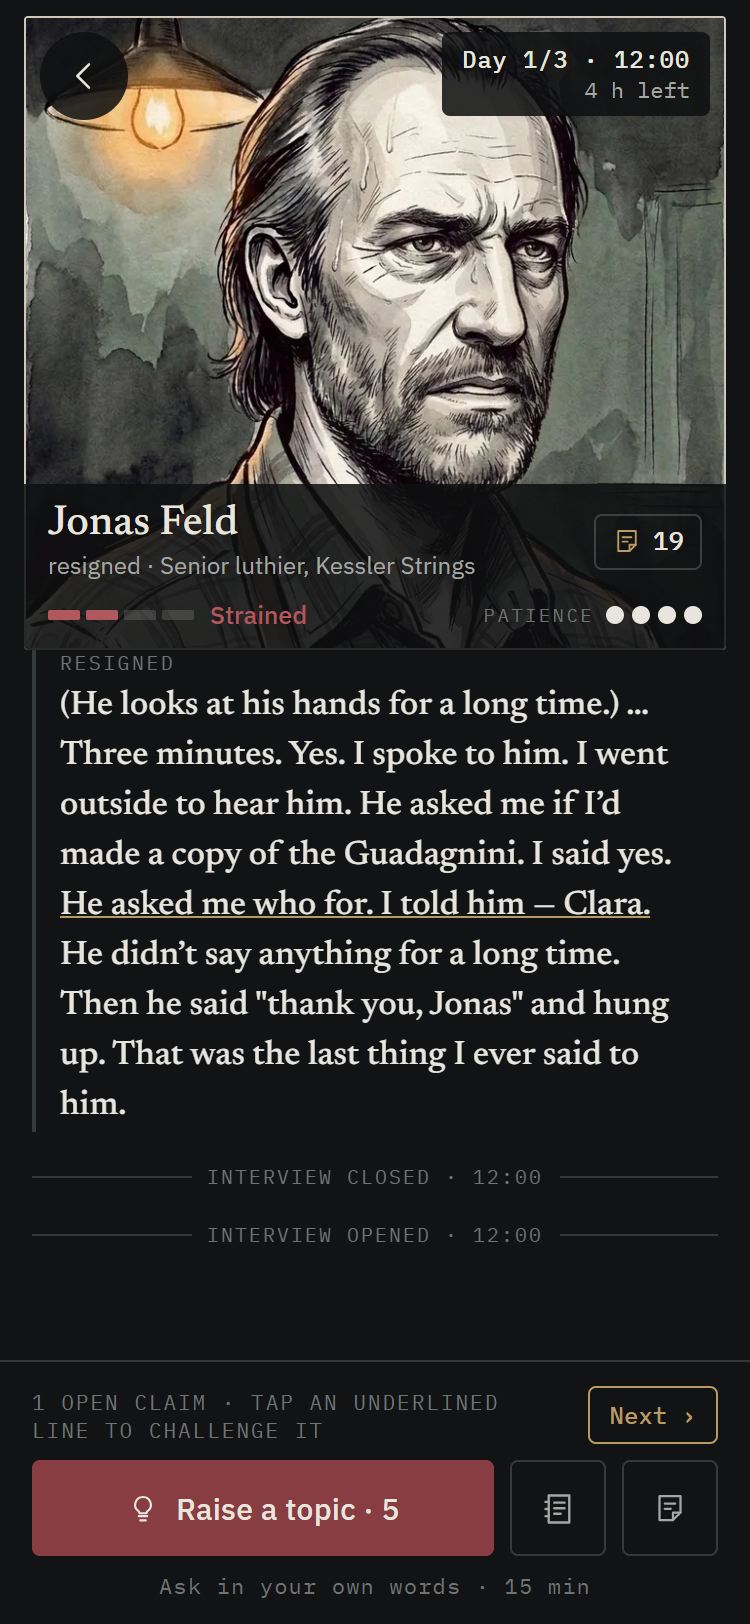 Day 1/3 · 12:00
4 h left
Jonas Feld
resigned · Senior luthier, Kessler Strings
19
Strained
PATIENCE
RESIGNED
(He looks at his hands for a long time.) ...
Three minutes. Yes. I spoke to him. I went
outside to hear him. He asked me if I’d
made a copy of the Guadagnini. I said yes.
He asked me who for. I told him – Clara.
He didn’t say anything for a long time.
Then he said "thank you, Jonas" and hung
up. That was the last thing I ever said to
him.
INTERVIEW CLOSED · 12:00
INTERVIEW OPENED · 12:00
1 OPEN CLAIM · TAP AN UNDERLINED
LINE TO CHALLENGE IT
Next ›
Raise a topic · 5
Ask in your own words · 15 min